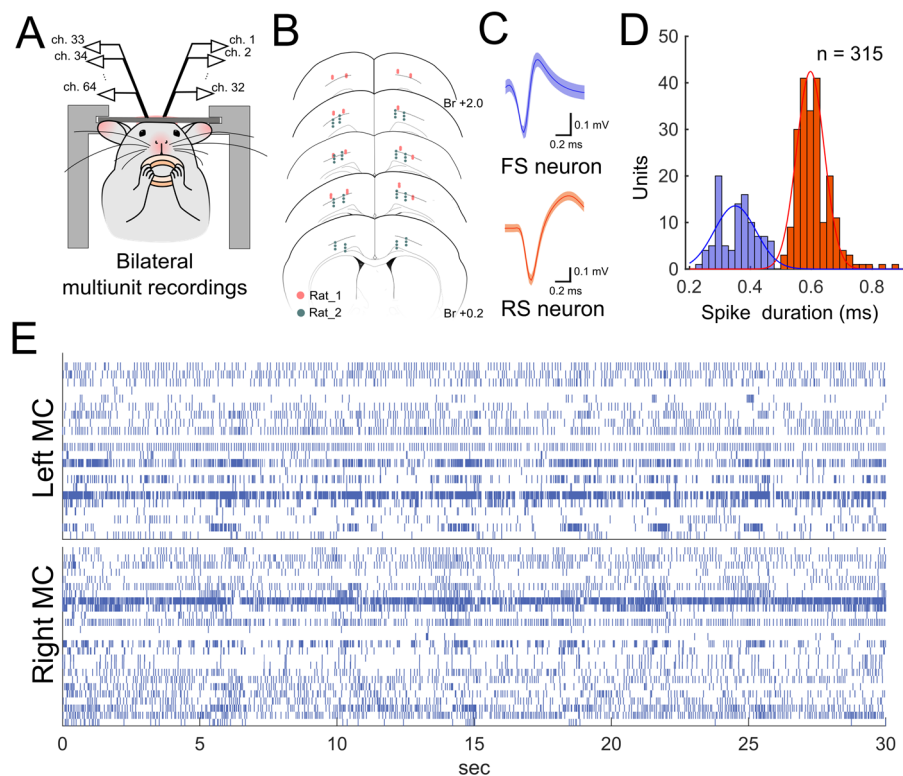 A
ch. 33
ch. 34
ch. 64
ch. 1
ch. 2
ch. 32
Bilateral
multiunit recordings
B
Br +2.0
Rat_1
Rat_2
Br +0.2
C
0.1 mV
0.2 ms
FS neuron
0.1 mV
0.2 ms
RS neuron
D
n = 315
Units
50
40
30
20
10
0
0.2 0.4 0.6 0.8
Spike duration (ms)
E
Left MC
Right MC
0 5 10 15 20 25 30
sec